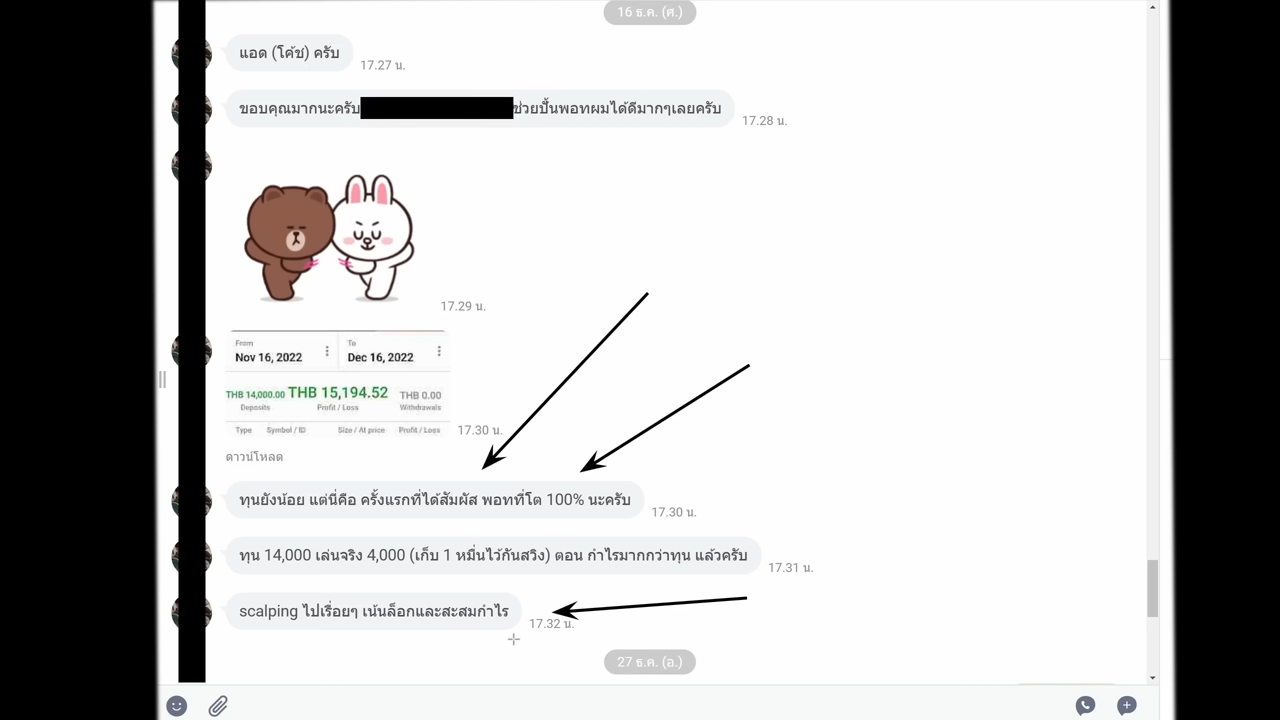 16 ธ.ค. (ศ.)
แอด (โค้ช) ครับ
17.27 น.
ขอบคุณมากนะครับ ช่วยปั้นพอทผมได้ดีมากๆเลยครับ
17.28 น.
17.29 น.
From
To
Nov 16, 2022
Dec 16, 2022
THB 14,000.00 THB 15,194.52 THB 0.00
Deposits Profit / Loss Withdrawals
Type Symbol / ID Size / At price Profit / Loss
17.30 น.
ดาวน์โหลด
ทุนยังน้อย แต่นี่คือ ครั้งแรกที่ได้สัมผัส พอทที่โต 100% นะครับ
17.30 น.
ทุน 14,000 เล่นจริง 4,000 (เก็บ 1 หมื่นไว้กันสวิง) ตอน กำไรมากกว่าทุน แล้วครับ
17.31 น.
scalping ไปเรื่อยๆ เน้นล็อกและสะสมกำไร
17.32 น.
27 ธ.ค. (อ.)